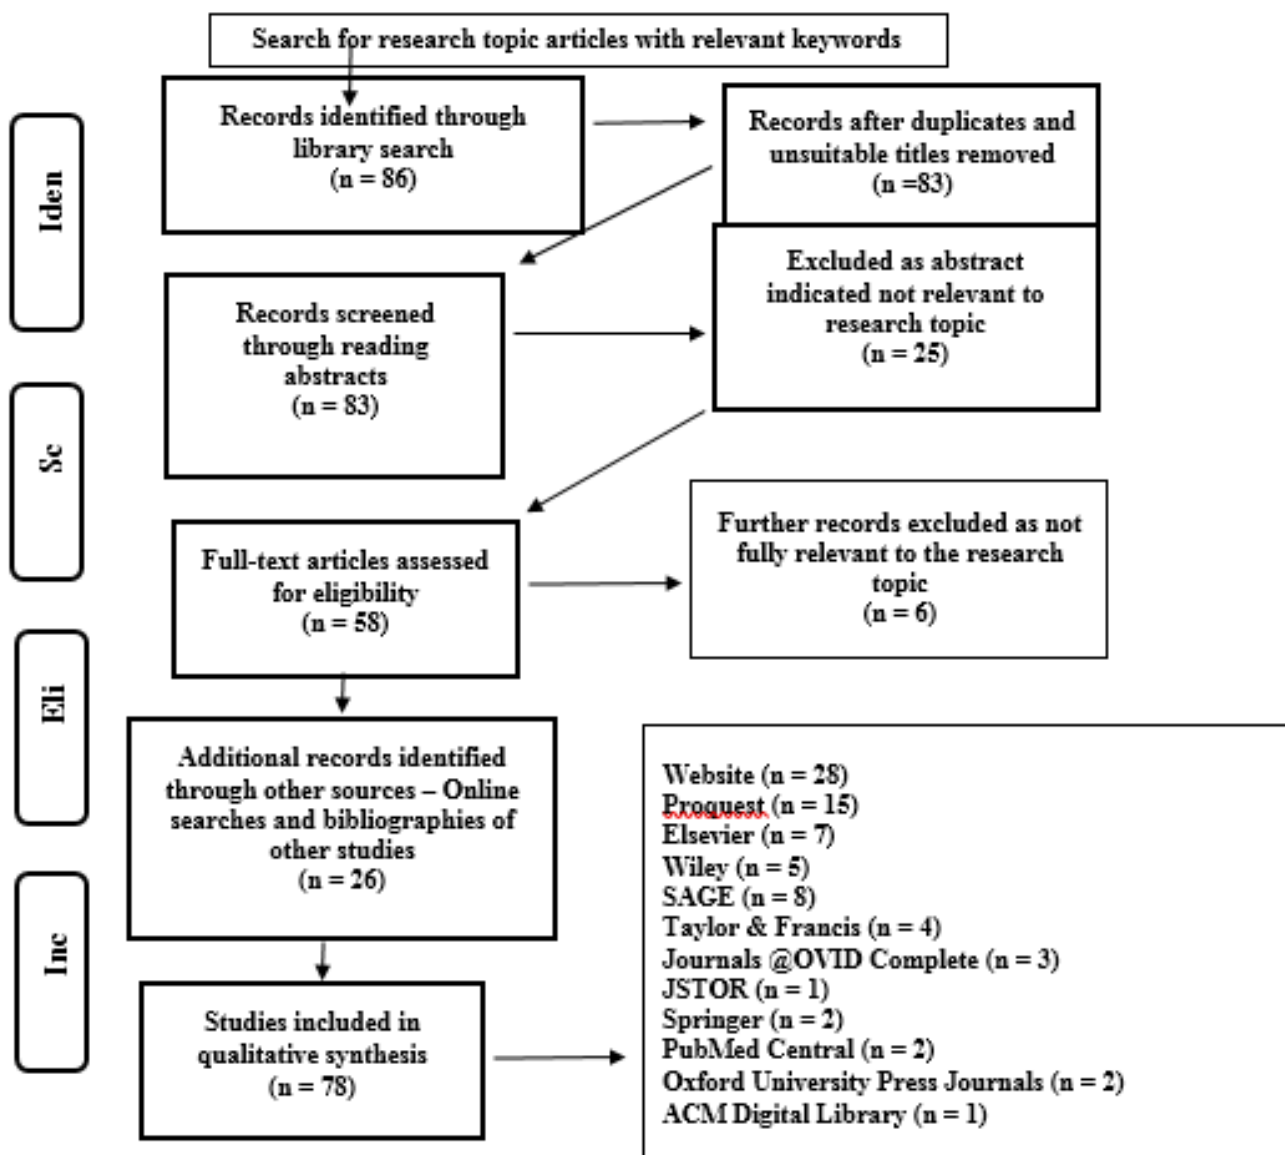 Search for research topic articles with relevant keywords
Records identified through
library search
(n = 86)
Records after duplicates and
unsuitable titles removed
(n =83)
Iden
Excluded as abstract
indicated not relevant to
research topic
(n = 25)
Records screened
through reading
abstracts
(n = 83)
Sc
Full-text articles assessed
for eligibility
(n = 58)
Further records excluded as not
fully relevant to the research
topic
(n = 6)
Eli
Additional records identified
through other sources – Online
searches and bibliographies of
other studies
(n = 26)
Inc
Studies included in
qualitative synthesis
(n = 78)
Website (n = 28)
Proquest (n = 15)
Elsevier (n = 7)
Wiley (n = 5)
SAGE (n = 8)
Taylor & Francis (n = 4)
Journals @OVID Complete (n = 3)
JSTOR (n = 1)
Springer (n = 2)
PubMed Central (n = 2)
Oxford University Press Journals (n = 2)
ACM Digital Library (n = 1)